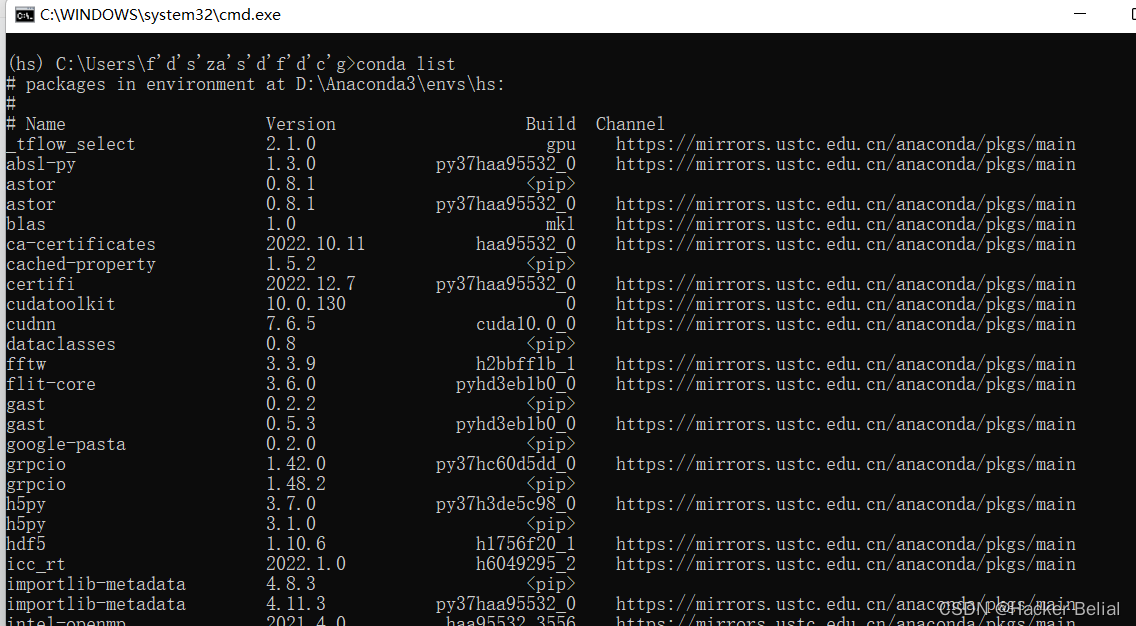 C:\WINDOWS\system32\cmd.exe
(hs) C:\Users\f'd's'za's'd'f'd'c'g>conda list
# packages in environment at D:\Anaconda3\envs\hs:
#
# Name Version Build Channel
_tflow_select 2.1.0 gpu https://mirrors.ustc.edu.cn/anaconda/pkgs/main
absl-py 1.3.0 py37haa95532_0 https://mirrors.ustc.edu.cn/anaconda/pkgs/main
astor 0.8.1 <pip>
astor 0.8.1 py37haa95532_0 https://mirrors.ustc.edu.cn/anaconda/pkgs/main
blas 1.0 mkl https://mirrors.ustc.edu.cn/anaconda/pkgs/main
ca-certificates 2022.10.11 haa95532_0 https://mirrors.ustc.edu.cn/anaconda/pkgs/main
cached-property 1.5.2 <pip>
certifi 2022.12.7 py37haa95532_0 https://mirrors.ustc.edu.cn/anaconda/pkgs/main
cudatoolkit 10.0.130 0 https://mirrors.ustc.edu.cn/anaconda/pkgs/main
cudnn 7.6.5 cuda10.0_0 https://mirrors.ustc.edu.cn/anaconda/pkgs/main
dataclasses 0.8 <pip>
fftw 3.3.9 h2bbff1b_1 https://mirrors.ustc.edu.cn/anaconda/pkgs/main
flit-core 3.6.0 pyhd3eb1b0_0 https://mirrors.ustc.edu.cn/anaconda/pkgs/main
gast 0.2.2 <pip>
gast 0.5.3 pyhd3eb1b0_0 https://mirrors.ustc.edu.cn/anaconda/pkgs/main
google-pasta 0.2.0 <pip>
grpcio 1.42.0 py37hc60d5dd_0 https://mirrors.ustc.edu.cn/anaconda/pkgs/main
grpcio 1.48.2 <pip>
h5py 3.7.0 py37h3de5c98_0 https://mirrors.ustc.edu.cn/anaconda/pkgs/main
h5py 3.1.0 <pip>
hdf5 1.10.6 h1756f20_1 https://mirrors.ustc.edu.cn/anaconda/pkgs/main
icc_rt 2022.1.0 h6049295_2 https://mirrors.ustc.edu.cn/anaconda/pkgs/main
importlib-metadata 4.8.3 <pip>
importlib-metadata 4.11.3 py37haa95532_0 https://mirrors.ustc.edu.cn/anaconda/pkgs/main
intel-openmp 2021.4.0 haa95532_3556 https://mirrors.ustc.edu.cn/anaconda/pkgs/main
CSDN @Hacker Belial